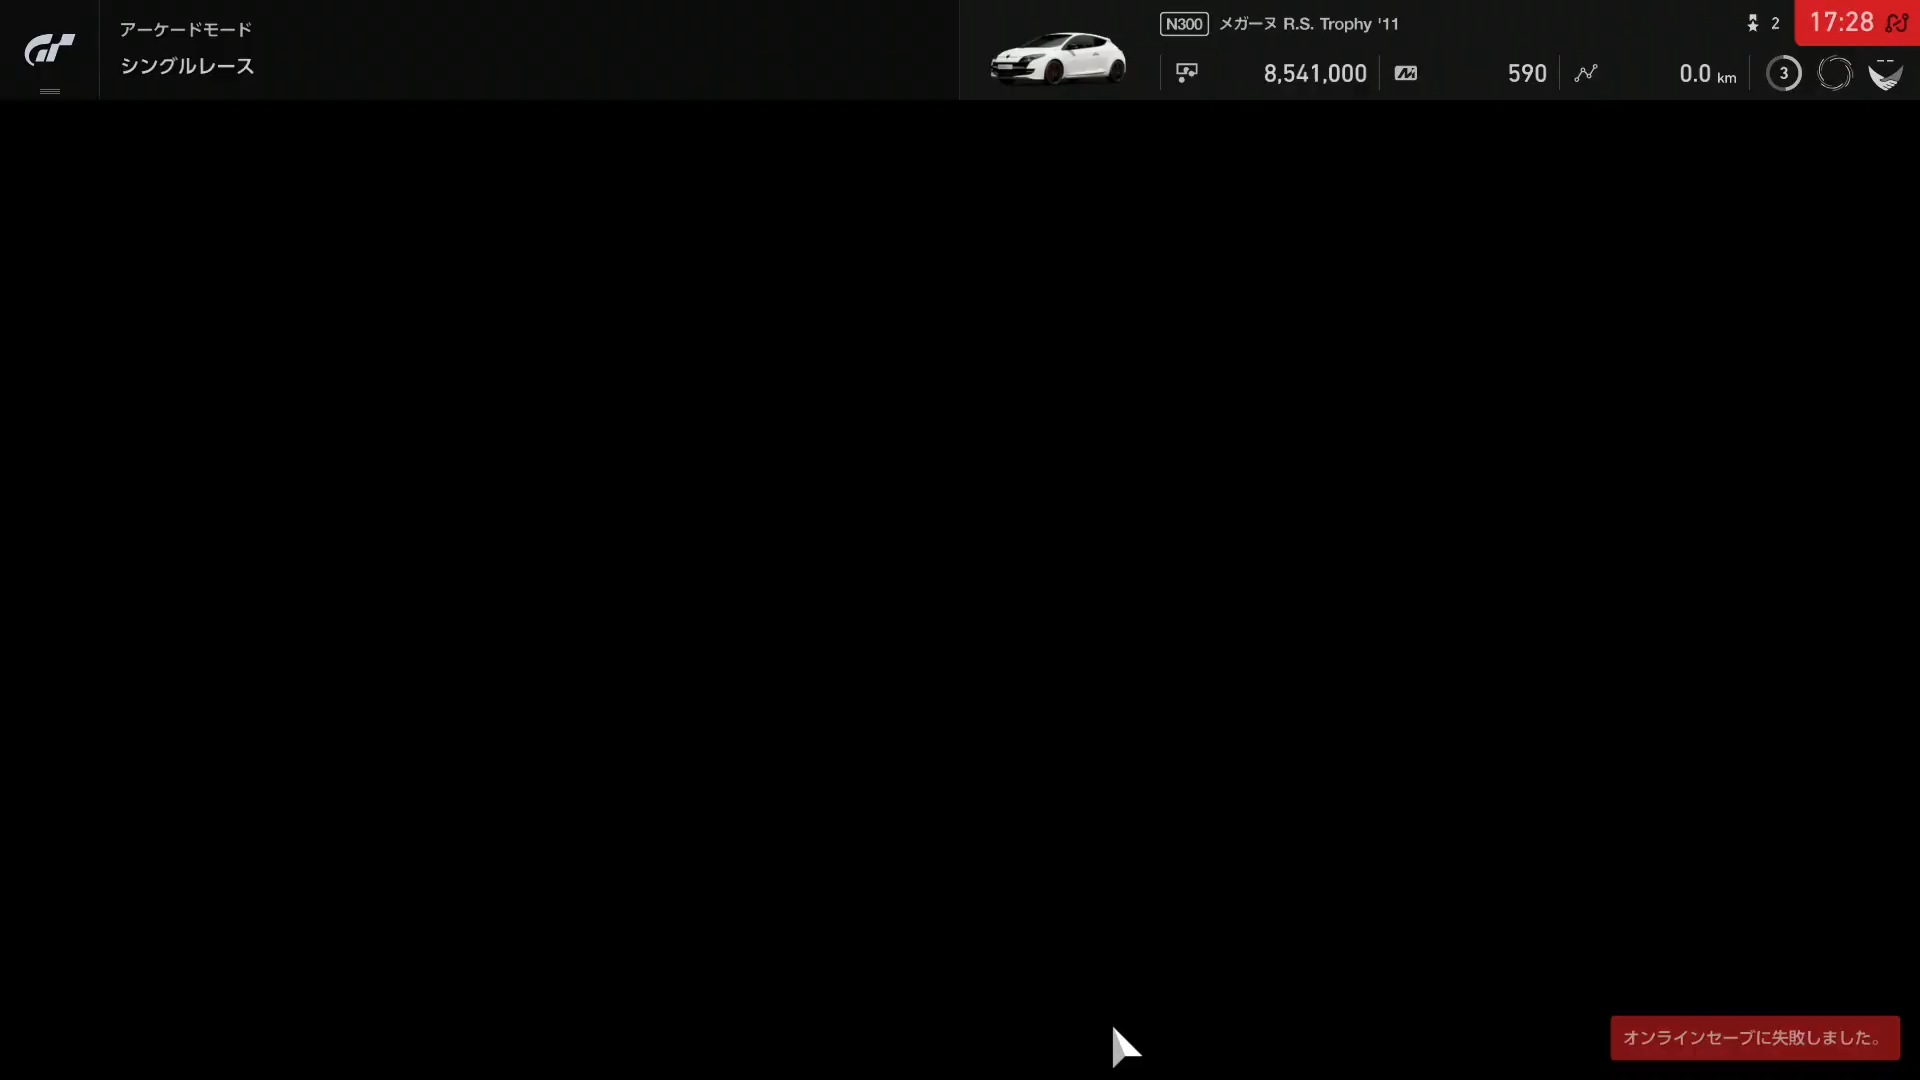 アーケードモード
シングルレース
N300 メガーヌ R.S. Trophy '11
2
17:28
8,541,000
590
0.0 km
3
オンラインセーブに失敗しました。